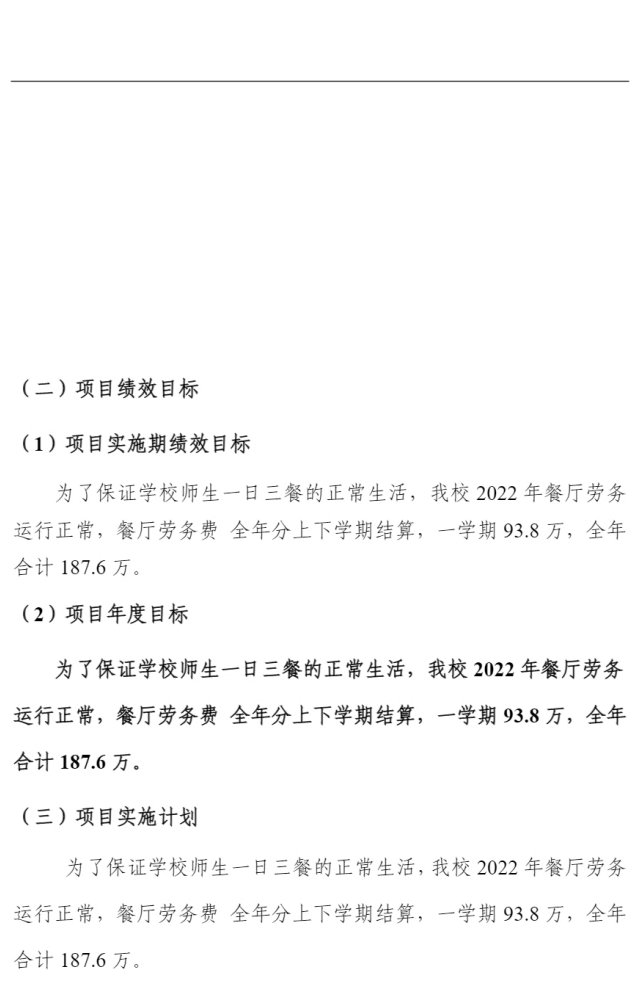 （二）项目绩效目标
（1）项目实施期绩效目标
为了保证学校师生一日三餐的正常生活，我校 2022 年餐厅劳务
运行正常，餐厅劳务费 全年分上下学期结算，一学期 93.8 万，全年
合计 187.6 万。
（2）项目年度目标
为了保证学校师生一日三餐的正常生活，我校 2022 年餐厅劳务
运行正常，餐厅劳务费 全年分上下学期结算，一学期 93.8 万，全年
合计 187.6 万。
（三）项目实施计划
为了保证学校师生一日三餐的正常生活，我校 2022 年餐厅劳务
运行正常，餐厅劳务费 全年分上下学期结算，一学期 93.8 万，全年
合计 187.6 万。